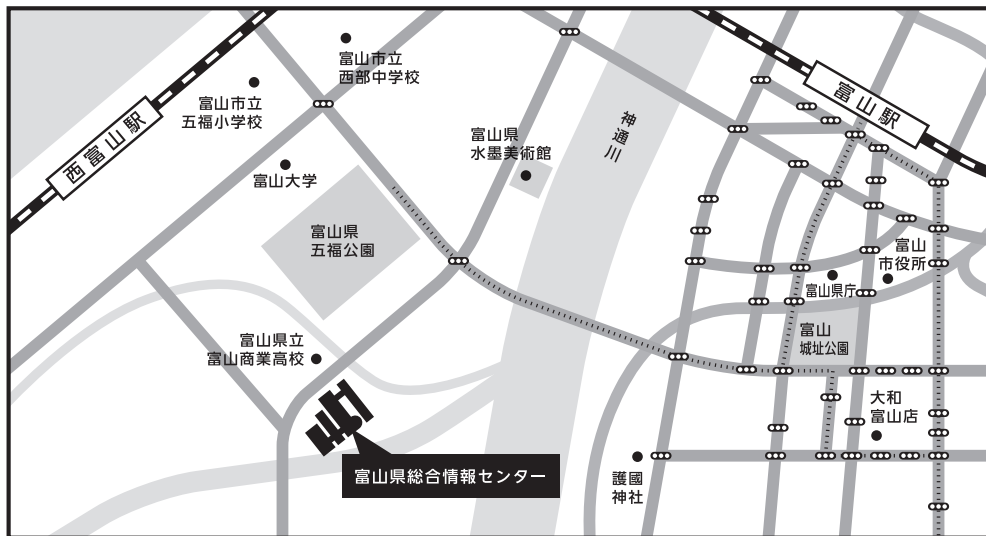 富山市立
西部中学校
富山市立
五福小学校
西富山駅
富山大学
富山県
水墨美術館
神通川
富山駅
富山県
五福公園
富山
市役所
富山県庁
富山
城址公園
富山県立
富山商業高校
大和
富山店
富山県総合情報センター
護國
神社